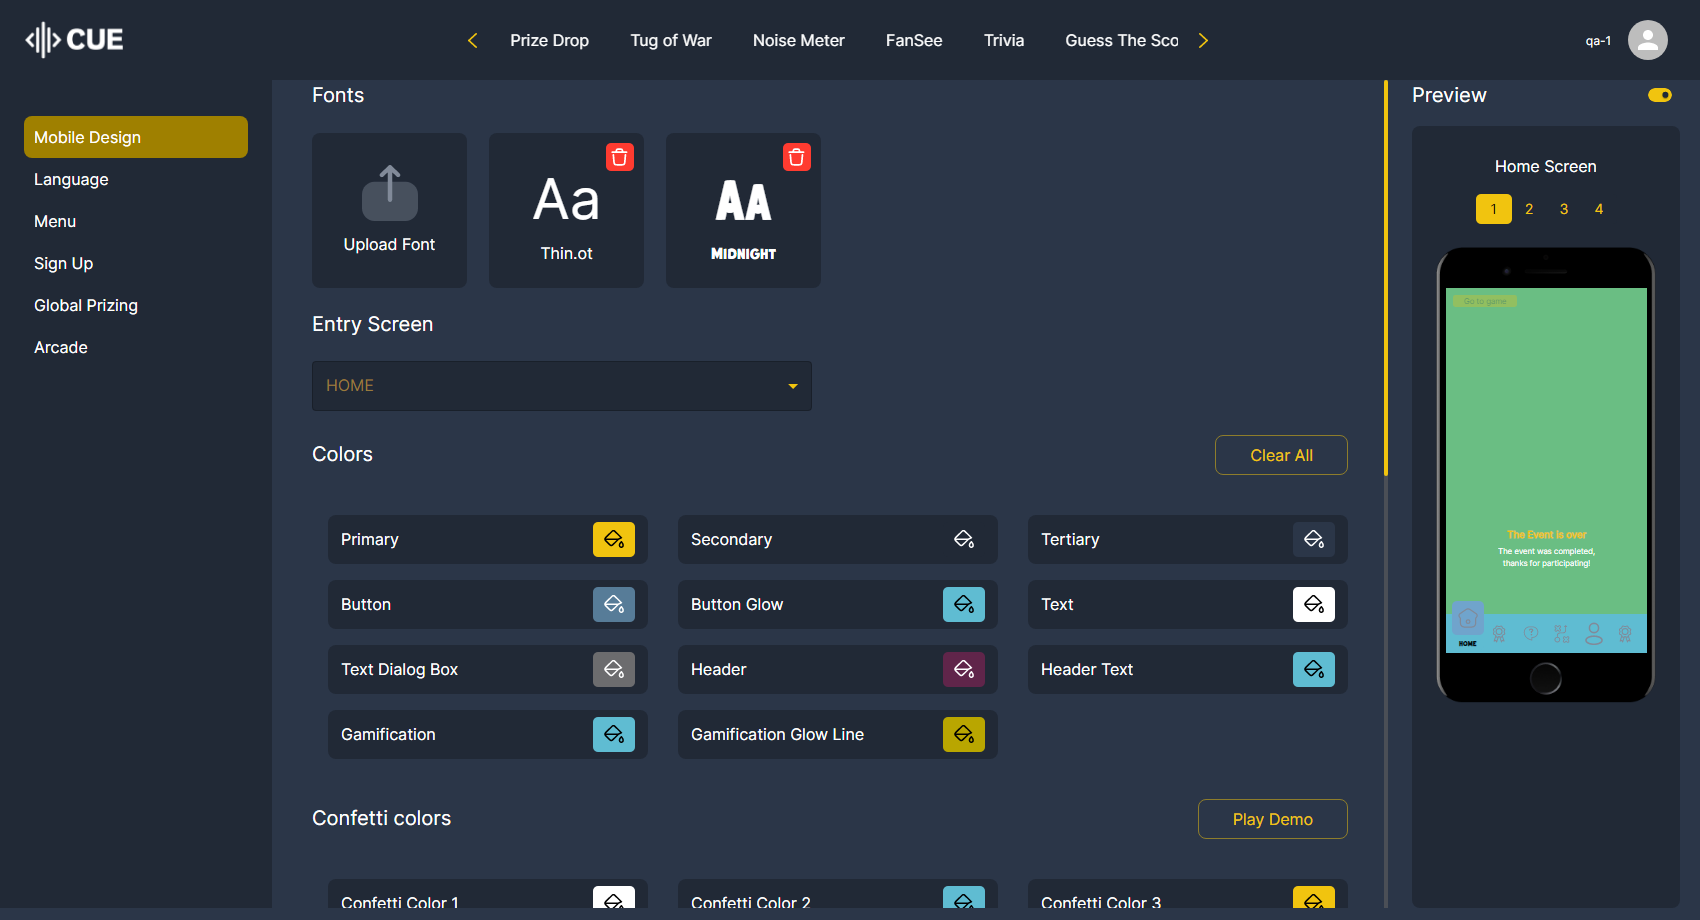 CUE
Prize Drop
Tug of War
Noise Meter
FanSee
Trivia
Guess The Sco
qa-1
Mobile Design
Language
Menu
Sign Up
Global Prizing
Arcade
Fonts
Upload Font
Aa
Thin.ot
AA
MIDNIGHT
Entry Screen
HOME
Colors
Clear All
Primary
Secondary
Tertiary
Button
Button Glow
Text
Text Dialog Box
Header
Header Text
Gamification
Gamification Glow Line
Confetti colors
Play Demo
Confetti Color 1
Confetti Color 2
Confetti Color 3
Preview
Home Screen
1 2 3 4
Go to game
The Event is over
The event was completed,
thanks for participating!
HOME